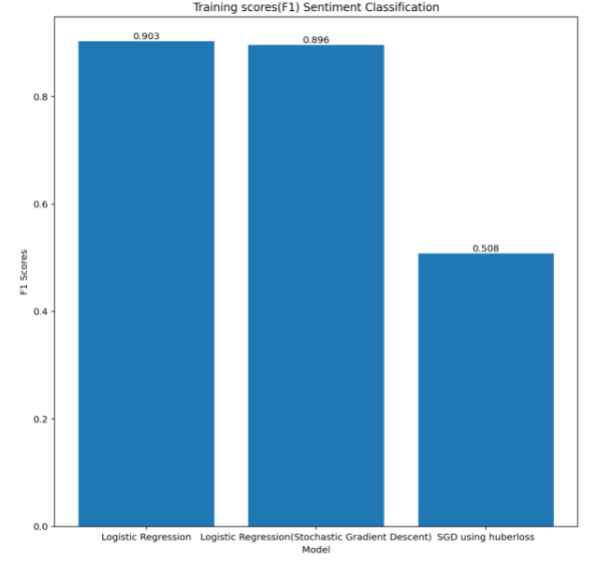 Training scores(F1) Sentiment Classification
0.903
0.896
0.508
0.8
0.6
0.4
0.2
0.0
F1 Scores
Logistic Regression
Logistic Regression(Stochastic Gradient Descent)
SGD using huberloss
Model